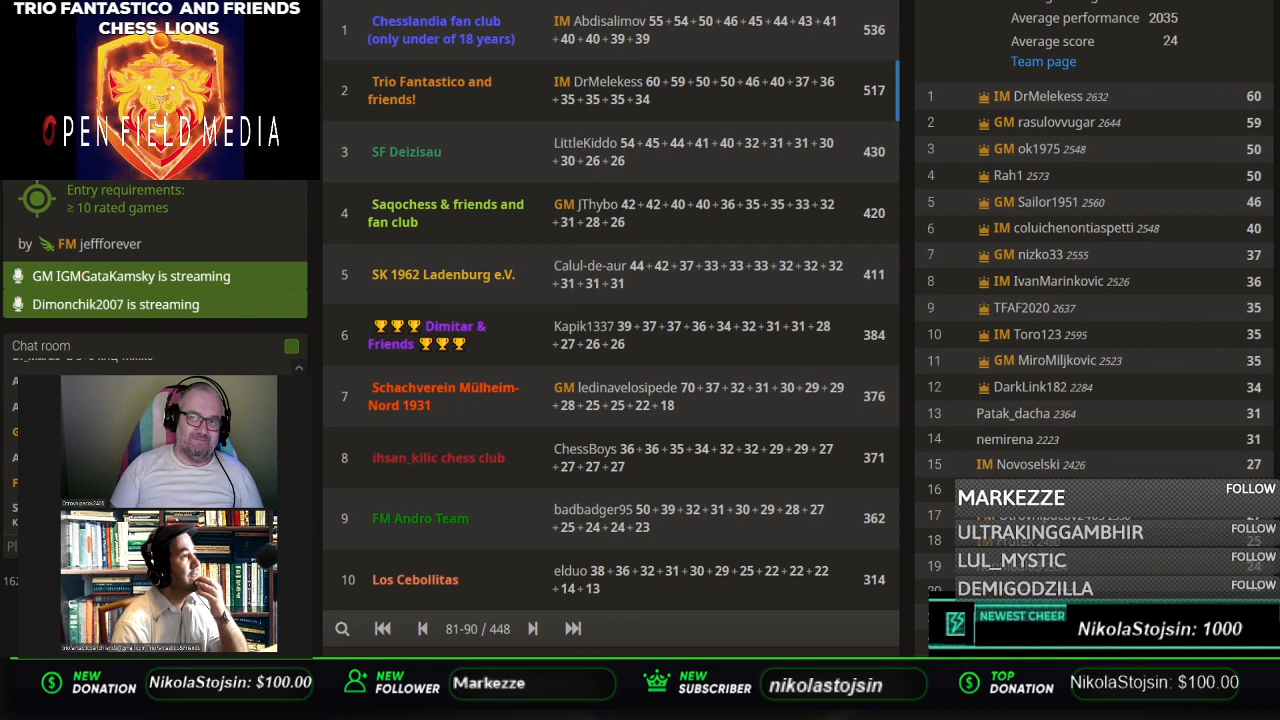 TRIO FANTASTICO AND FRIENDS
CHESS LIONS
OPEN FIELD MEDIA
Entry requirements:
≥ 10 rated games
by FM jeffforever
GM IGMGataKamsky is streaming
Dimonchik2007 is streaming
Chat room
1 Chesslandia fan club (only under of 18 years) IM Abdisalimov 55+54+50+46+45+44+43+41+40+40+39+39 536
2 Trio Fantastico and friends! IM DrMelekess 60+59+50+50+46+40+37+36+35+35+35+34 517
3 SF Deizisau LittleKiddo 54+45+44+41+40+32+31+31+30+30+26+26 430
4 Saqochess & friends and fan club GM JThybo 42+42+40+40+36+35+35+33+32+31+28+26 420
5 SK 1962 Ladenburg e.V. Calul-de-aur 44+42+37+33+33+33+32+32+32+31+31+31 411
6 🏆🏆🏆 Dimitar & Friends 🏆🏆🏆 Kapik1337 39+37+37+36+34+32+31+31+28+27+26+26 384
7 Schachverein Mülheim-Nord 1931 GM ledinavelosipede 70+37+32+31+30+29+29+28+25+25+22+18 376
8 ihsan_kilic chess club ChessBoys 36+36+35+34+32+32+29+29+27+27+27+27 371
9 FM Andro Team badbadger95 50+39+32+31+30+29+28+27+25+24+24+23 362
10 Los Cebollitas elduo 38+36+32+31+30+29+25+22+22+22+14+13 314
81-90 / 448
Average performance 2035
Average score 24
Team page
1 IM DrMelekess 2632 60
2 GM rasulovvugar 2644 59
3 GM ok1975 2548 50
4 Rah1 2573 50
5 GM Sailor1951 2560 46
6 IM coluichenontiaspetti 2548 40
7 GM nizko33 2555 37
8 IM IvanMarinkovic 2526 36
9 TFAF2020 2637 35
10 IM Toro123 2595 35
11 GM MiroMiljkovic 2523 35
12 DarkLink182 2284 34
13 Patak_dacha 2364 31
14 nemirena 2223 31
15 IM Novoselski 2426 27
16
17
18
19
MARKEZZE FOLLOW
ULTRAKINGGAMBHIR FOLLOW
LUL_MYSTIC FOLLOW
DEMIGODZILLA FOLLOW
NEWEST CHEER
NikolaStojsin: 1000
NEW DONATION NikolaStojsin: $100.00
NEW FOLLOWER Markezze
NEW SUBSCRIBER nikolastojsin
TOP DONATION NikolaStojsin: $100.00